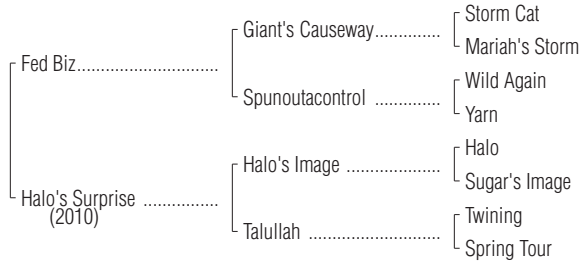 Storm Cat
Giant's Causeway..............
Mariah's Storm
Fed Biz..............................
Wild Again
Spunoutacontrol ..............
Yarn
Halo
Halo's Image ....................
Sugar's Image
Halo's Surprise ................
(2010)
Twining
Talullah ............................
Spring Tour